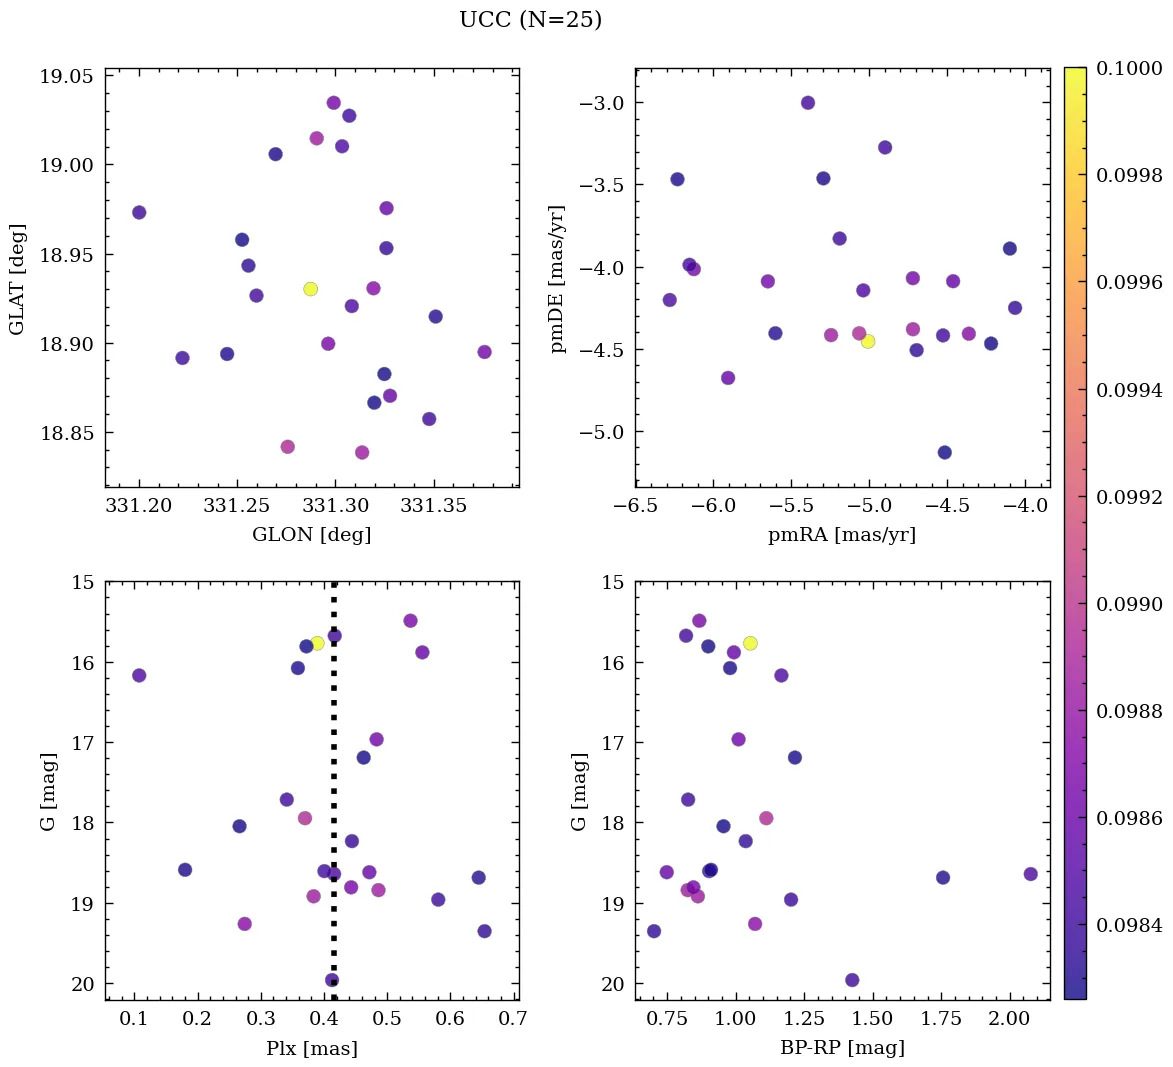 UCC (N=25)
19.05
19.00
18.95
18.90
18.85
GLAT [deg]
331.20 331.25 331.30 331.35
GLON [deg]
−3.0
−3.5
−4.0
−4.5
−5.0
pmDE [mas/yr]
−6.5 −6.0 −5.5 −5.0 −4.5 −4.0
pmRA [mas/yr]
15
16
17
18
19
20
G [mag]
0.1 0.2 0.3 0.4 0.5 0.6 0.7
Plx [mas]
15
16
17
18
19
20
G [mag]
0.75 1.00 1.25 1.50 1.75 2.00
BP-RP [mag]
0.1000
0.0998
0.0996
0.0994
0.0992
0.0990
0.0988
0.0986
0.0984